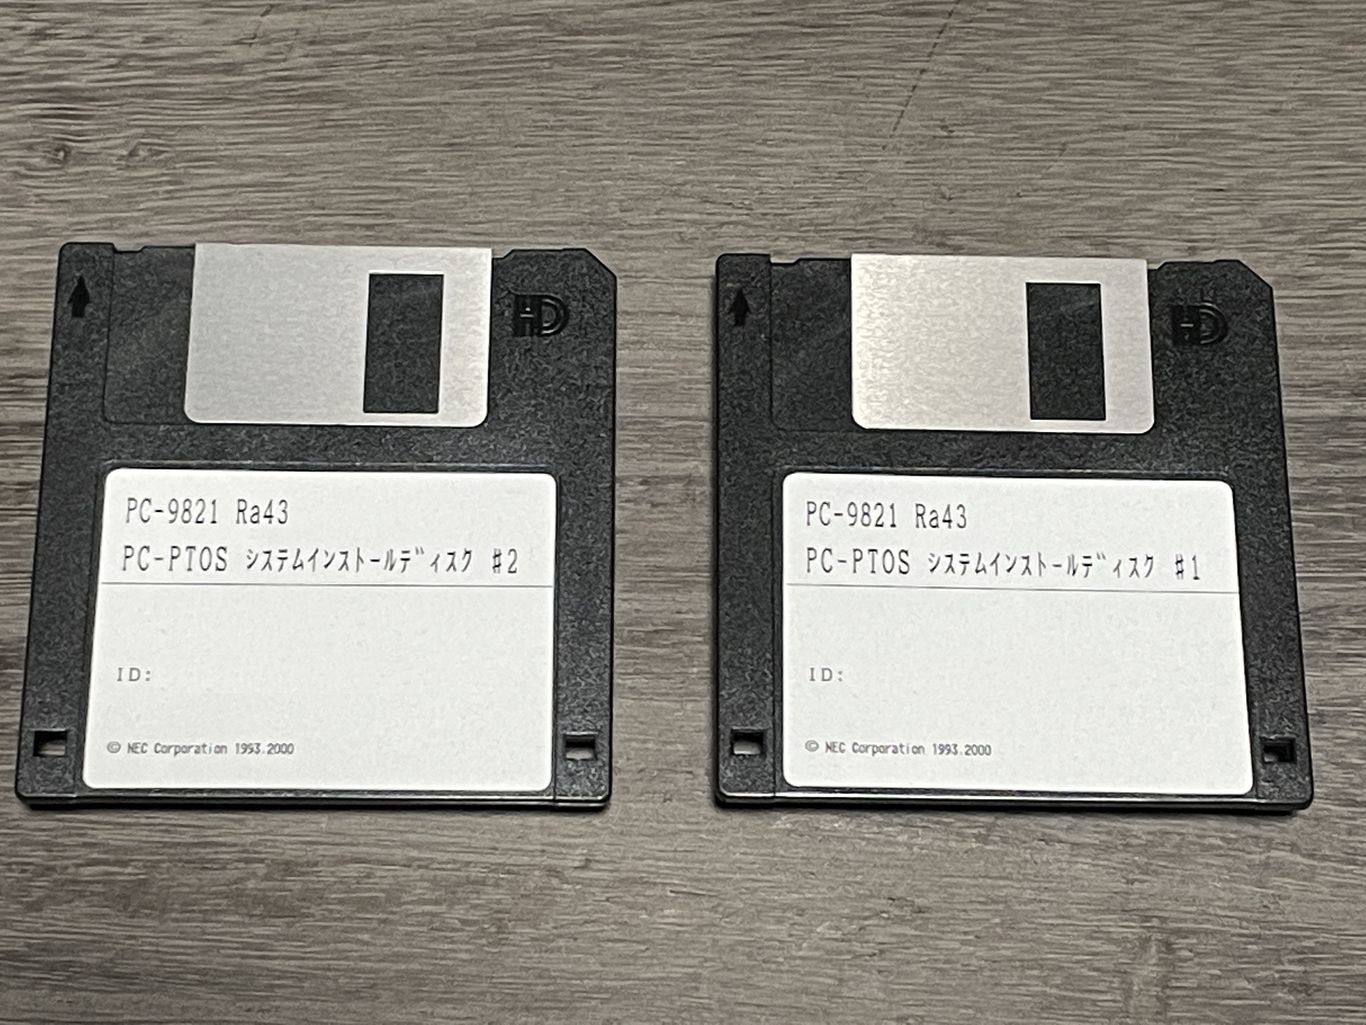 HD
PC-9821 Ra43
PC-PTOS ｼｽﾃﾑｲﾝｽﾄｰﾙﾃﾞｨｽｸ #2
ID:
© NEC Corporation 1993.2000
HD
PC-9821 Ra43
PC-PTOS ｼｽﾃﾑｲﾝｽﾄｰﾙﾃﾞｨｽｸ #1
ID:
© NEC Corporation 1993.2000